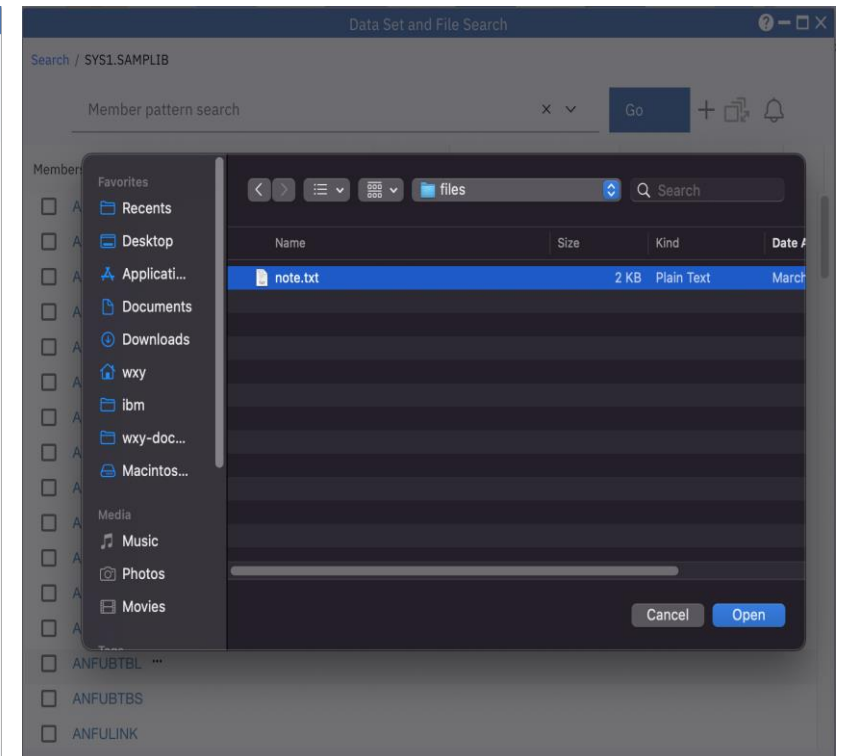 Data Set and File Search
Search / SYS1.SAMPLIB
Member pattern search
Go
Favorites
Recents
Desktop
Applicati...
Documents
Downloads
wxy
ibm
wxy-doc...
Macintos...
Media
Music
Photos
Movies
files
Search
Name Size Kind Date A
note.txt 2 KB Plain Text March
Cancel Open
ANFUBTBL ...
ANFUBTBS
ANFULINK